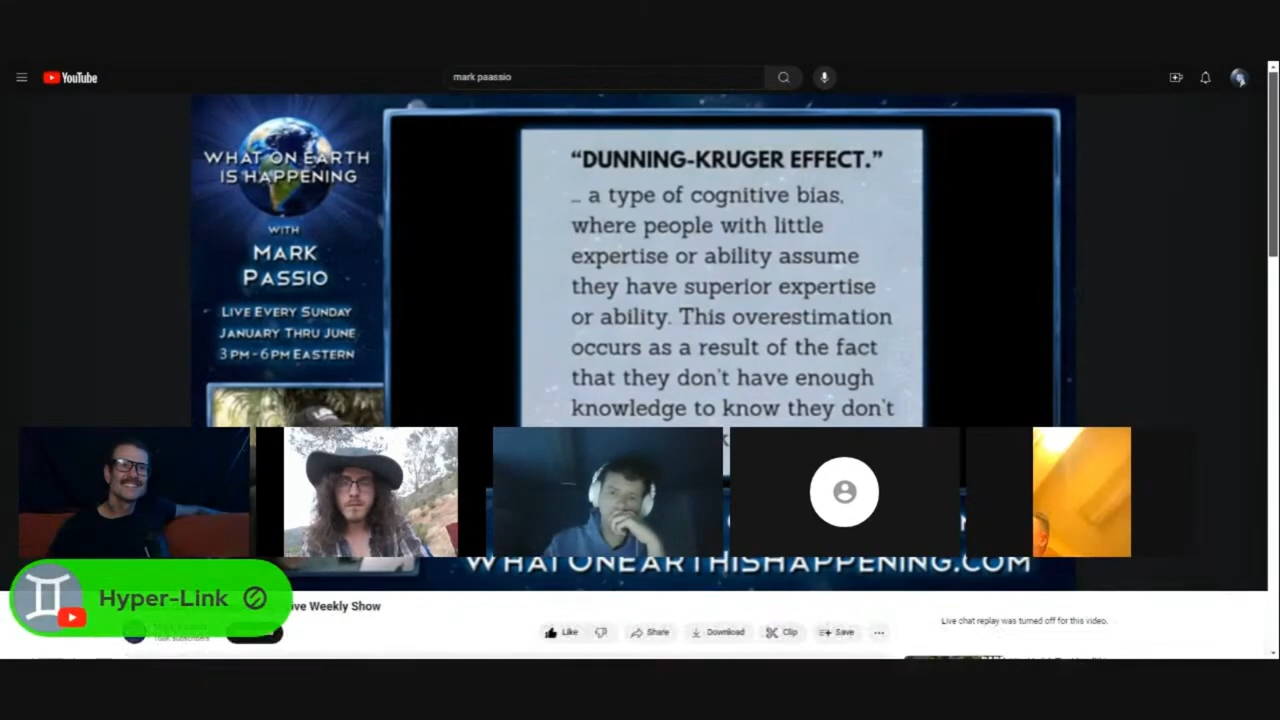 YouTube
mark paassio
WHAT ON EARTH
IS HAPPENING
WITH
MARK
PASSIO
LIVE EVERY SUNDAY
JANUARY THRU JUNE
3 PM - 6 PM EASTERN
“DUNNING-KRUGER EFFECT.”
... a type of cognitive bias,
where people with little
expertise or ability assume
they have superior expertise
or ability. This overestimation
occurs as a result of the fact
that they don't have enough
knowledge to know they don't
WHATONEARTHISHAPPENING.COM
Hyper-Link
ive Weekly Show
Like
Share
Download
Clip
Save
Live chat replay was turned off for this video.